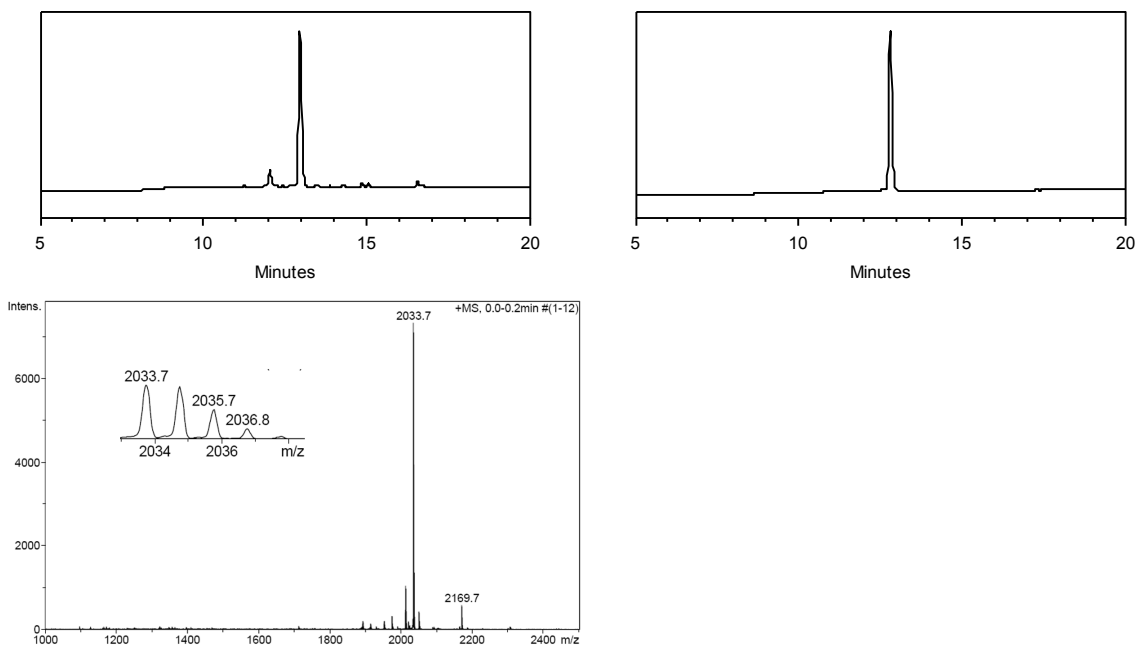 5 10 15 20
Minutes
5 10 15 20
Minutes
Intens. +MS, 0.0-0.2min #(1-12)
2033.7
6000
2033.7
2035.7
2036.8
2034 2036 m/z
4000
2000
2169.7
0
1000 1200 1400 1600 1800 2000 2200 2400 m/z